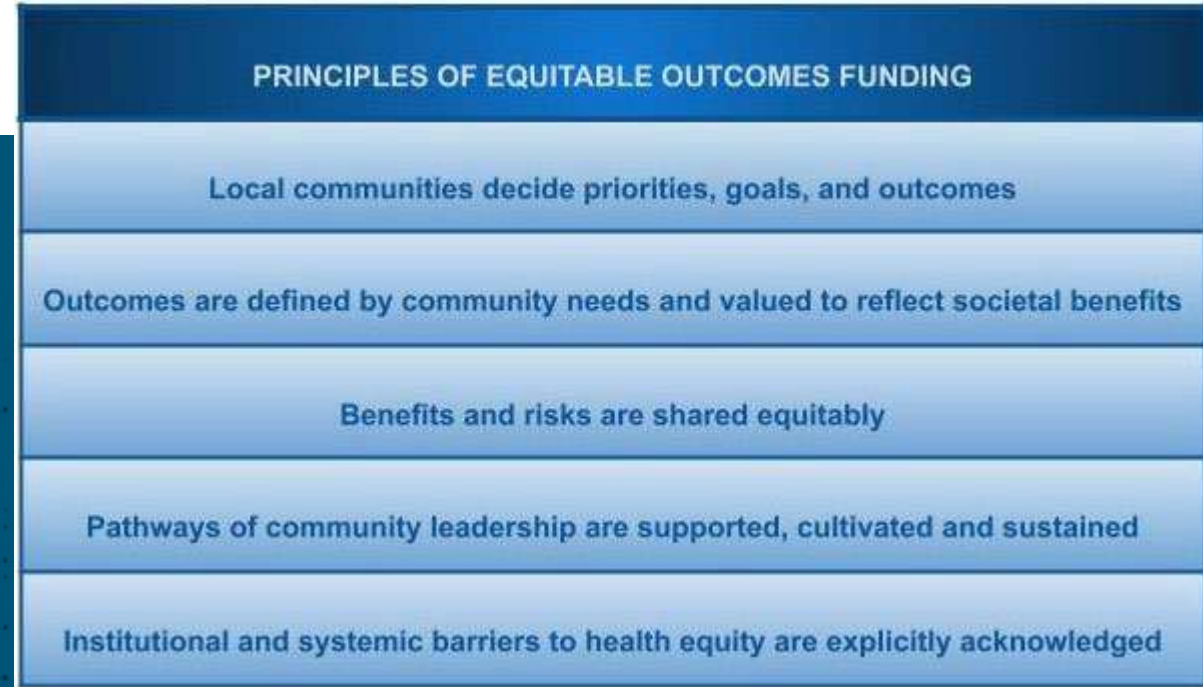 PRINCIPLES OF EQUITABLE OUTCOMES FUNDING
Local communities decide priorities, goals, and outcomes
Outcomes are defined by community needs and valued to reflect societal benefits
Benefits and risks are shared equitably
Pathways of community leadership are supported, cultivated and sustained
Institutional and systemic barriers to health equity are explicitly acknowledged